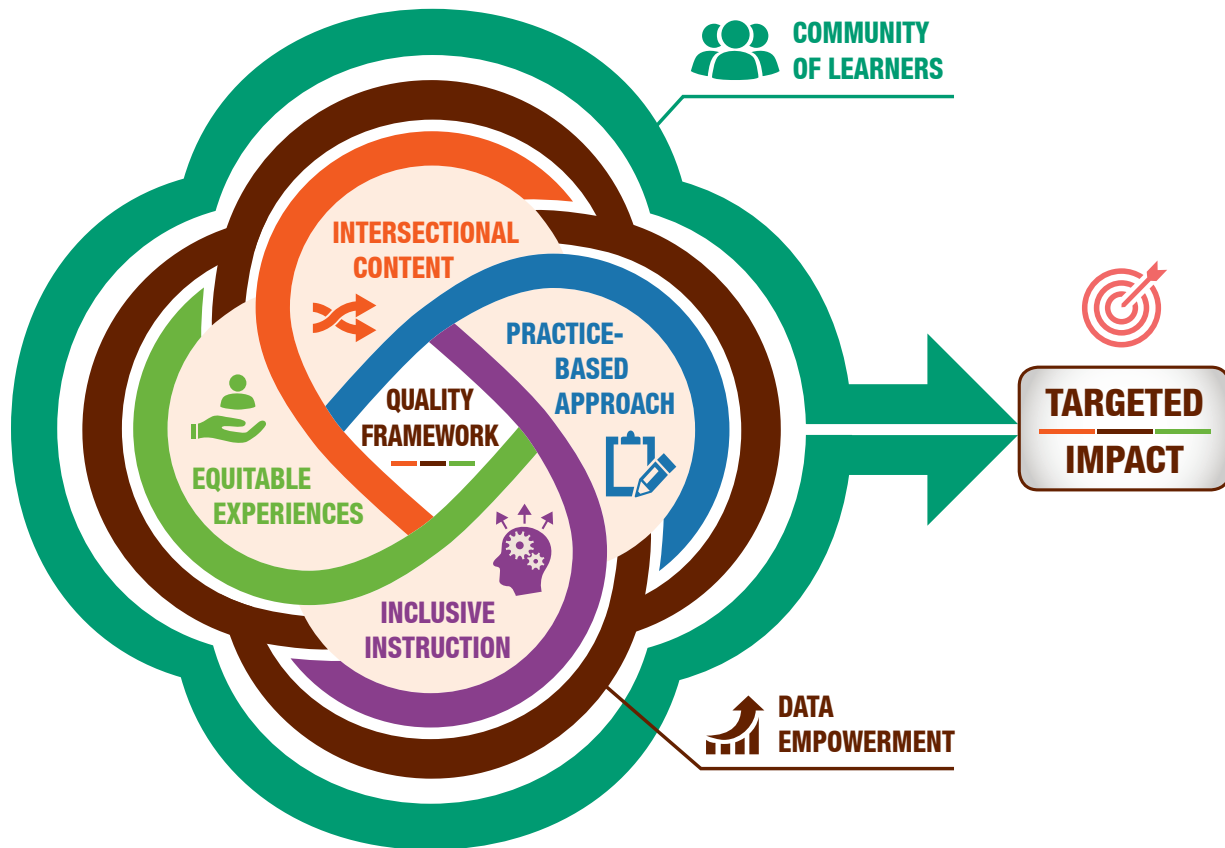 COMMUNITY
OF LEARNERS
INTERSECTIONAL
CONTENT
PRACTICE-
BASED
APPROACH
QUALITY
FRAMEWORK
EQUITABLE
EXPERIENCES
INCLUSIVE
INSTRUCTION
TARGETED
IMPACT
DATA
EMPOWERMENT